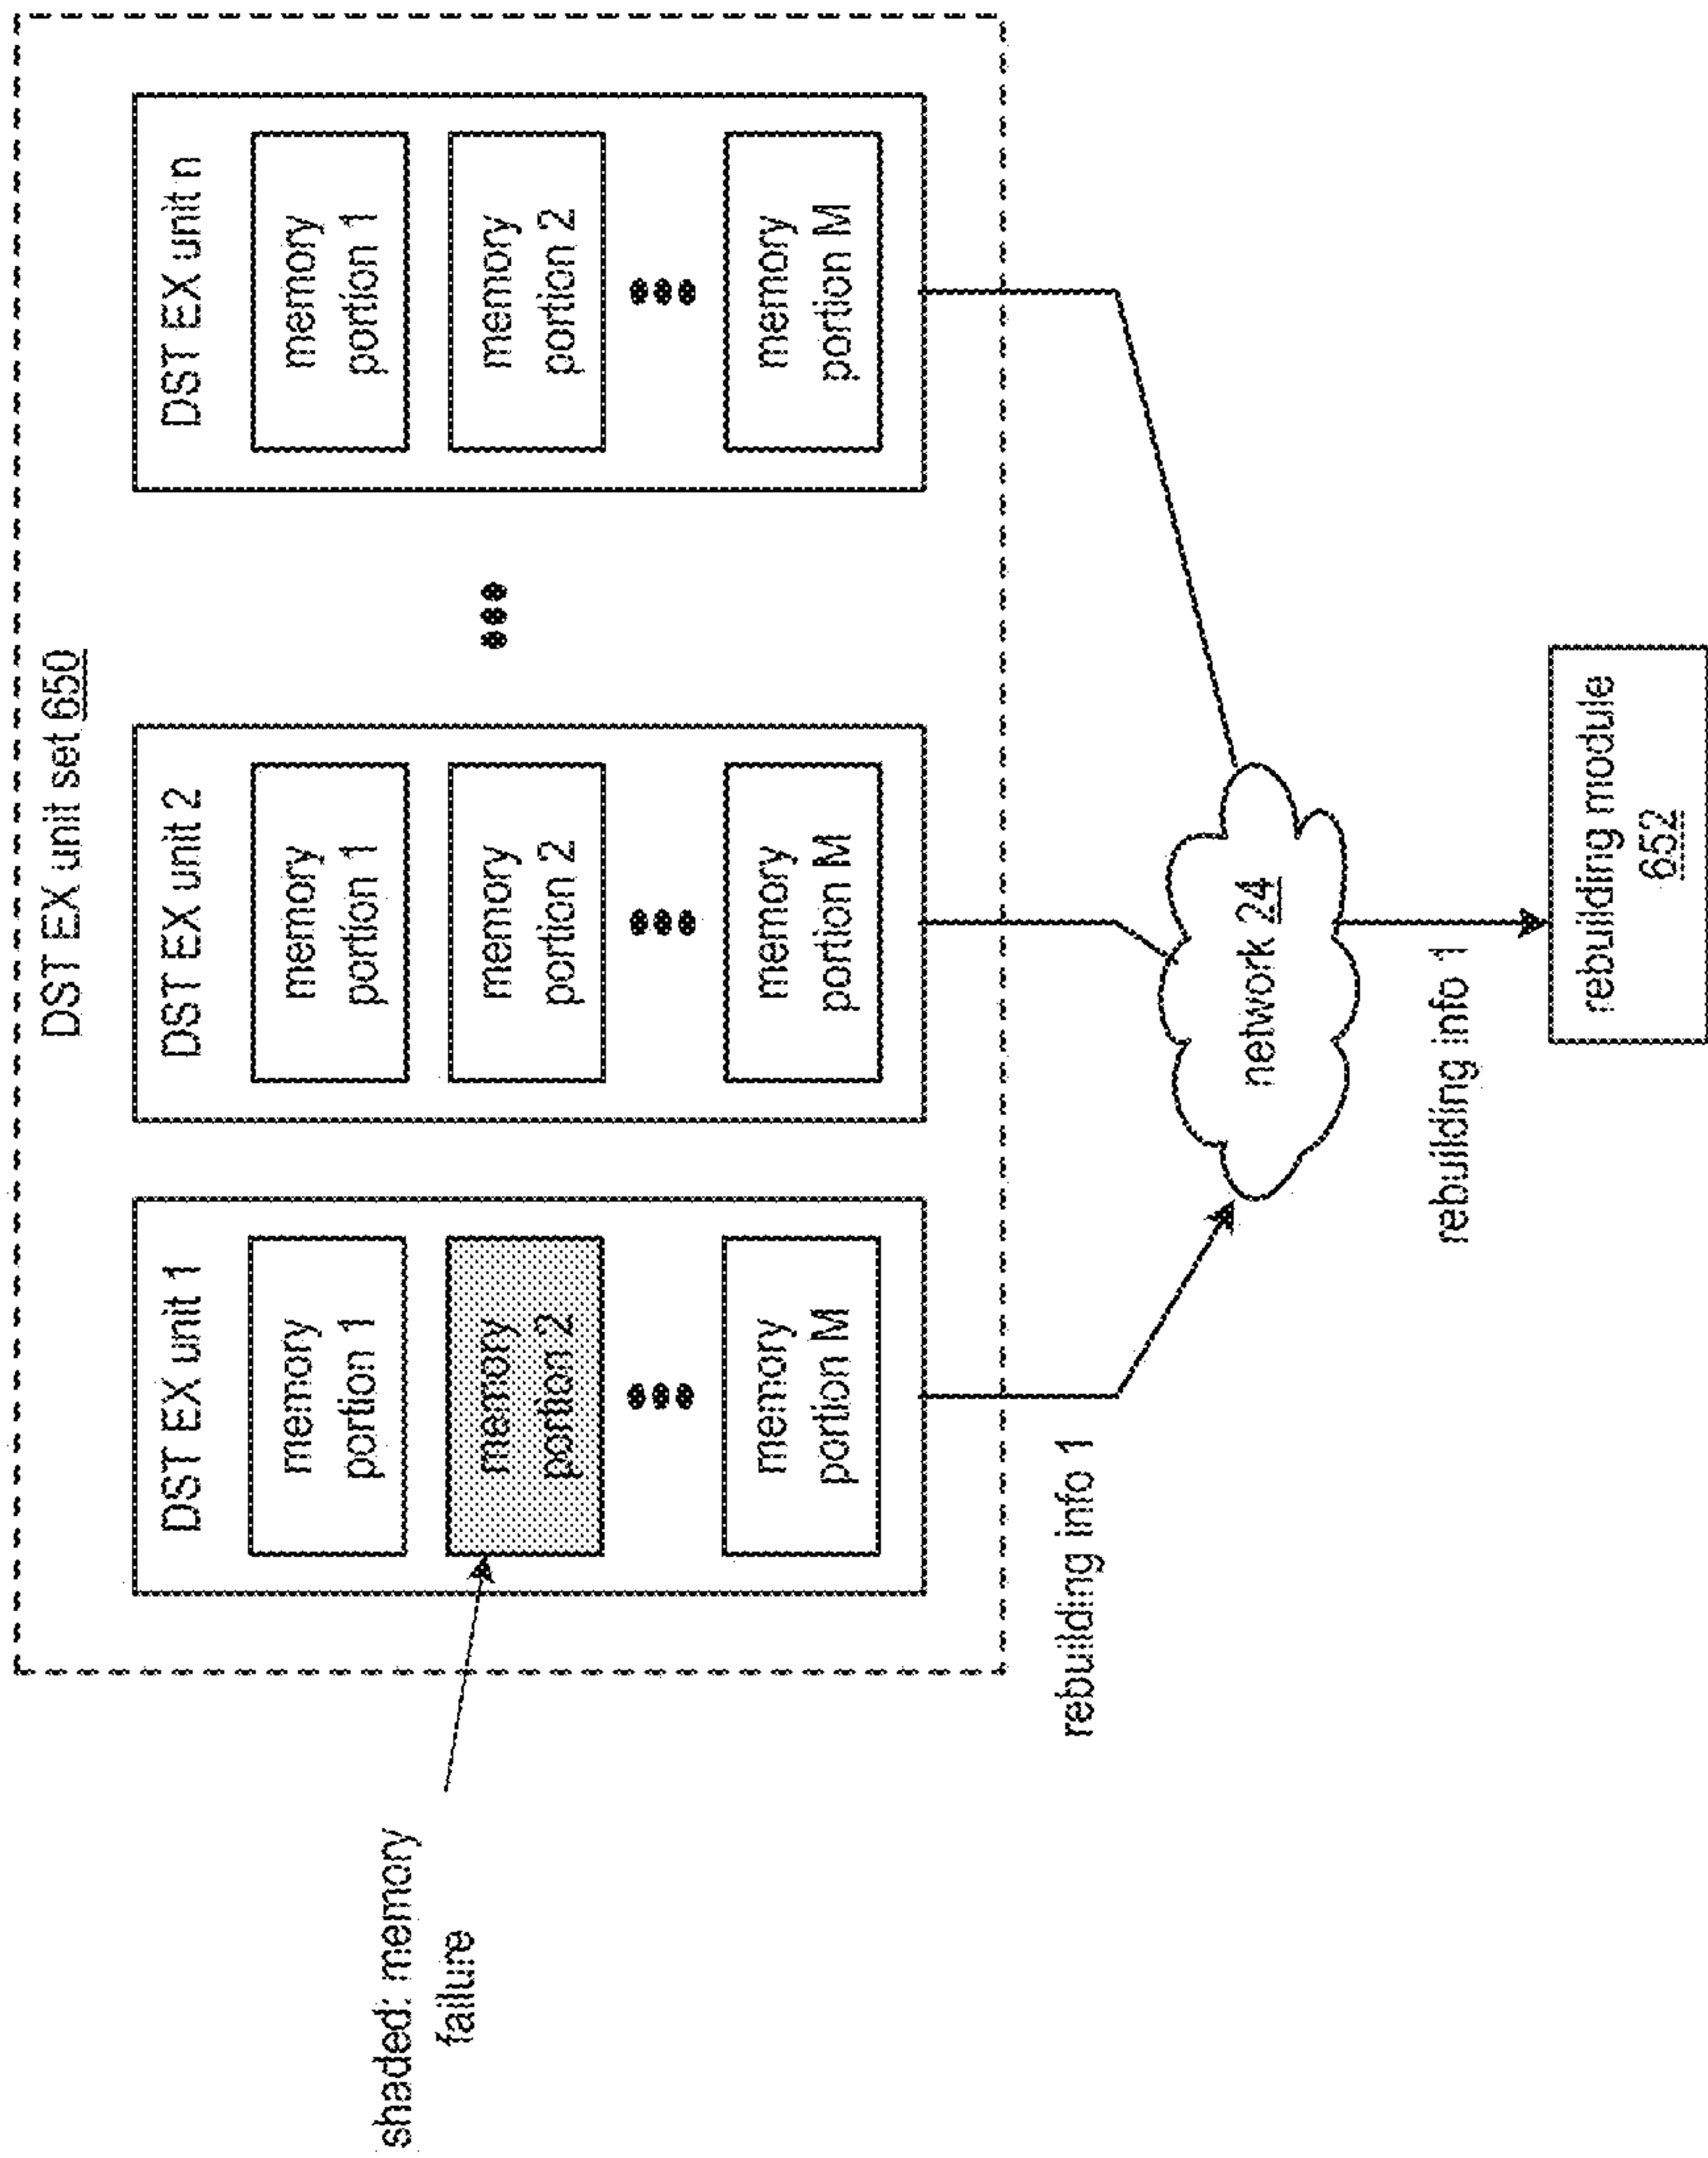 DST EX unit set 650
DST EX unit 1
memory
portion 1
memory
portion 2
memory
portion M
DST EX unit 2
memory
portion 1
memory
portion 2
memory
portion M
DST EX unit n
memory
portion 1
memory
portion 2
memory
portion M
shaded: memory
failure
rebuilding info 1
network 24
rebuilding info 1
rebuilding module
652